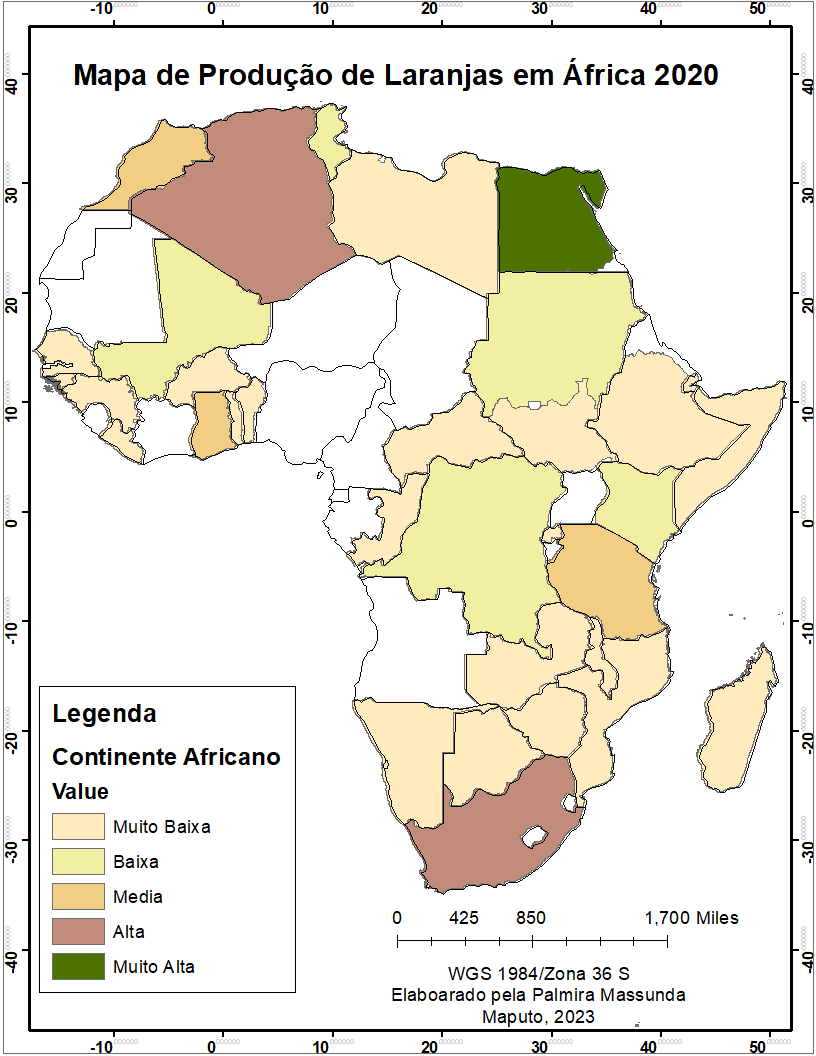 -10 0 10 20 30 40 50
Mapa de Produção de Laranjas em África 2020
40 40
30 30
20 20
10 10
0 0
-10 -10
-20 -20
-30 -30
-40 -40
Legenda
Continente Africano
Value
Muito Baixa
Baixa
Media
Alta
Muito Alta
0 425 850 1,700 Miles
WGS 1984/Zona 36 S
Elaboarado pela Palmira Massunda
Maputo, 2023
-10 0 10 20 30 40 50